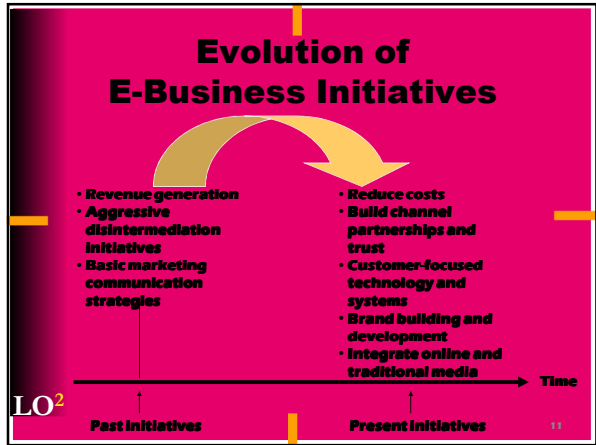 Evolution of
E-Business Initiatives
• Revenue generation
• Aggressive
disintermediation
initiatives
• Basic marketing
communication
strategies
• Reduce costs
• Build channel
partnerships and
trust
• Customer-focused
technology and
systems
• Brand building and
development
• Integrate online and
traditional media
Time
LO²
Past initiatives
Present initiatives
11